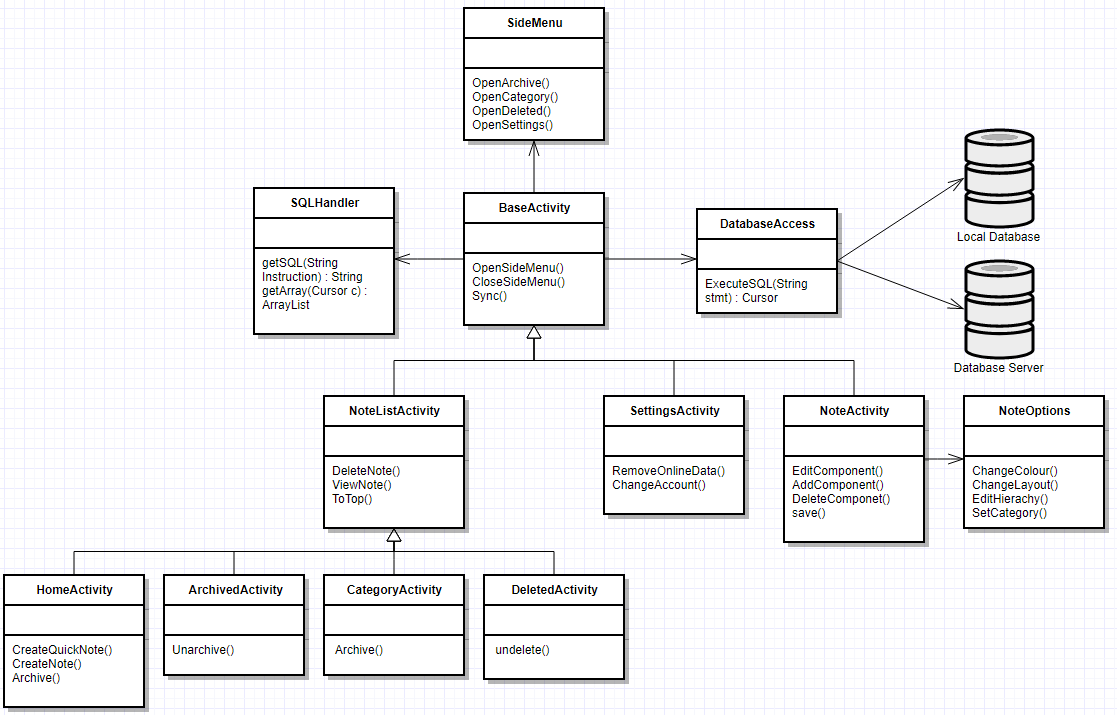 SideMenu
OpenArchive()
OpenCategory()
OpenDeleted()
OpenSettings()
SQLHandler
getSQL(String
Instruction) : String
getArray(Cursor c) :
ArrayList
BaseActivity
OpenSideMenu()
CloseSideMenu()
Sync()
DatabaseAccess
ExecuteSQL(String
stmt) : Cursor
Local Database
Database Server
NoteListActivity
DeleteNote()
ViewNote()
ToTop()
SettingsActivity
RemoveOnlineData()
ChangeAccount()
NoteActivity
EditComponent()
AddComponent()
DeleteComponet()
save()
NoteOptions
ChangeColour()
ChangeLayout()
EditHierachy()
SetCategory()
HomeActivity
CreateQuickNote()
CreateNote()
Archive()
ArchivedActivity
Unarchive()
CategoryActivity
Archive()
DeletedActivity
undelete()